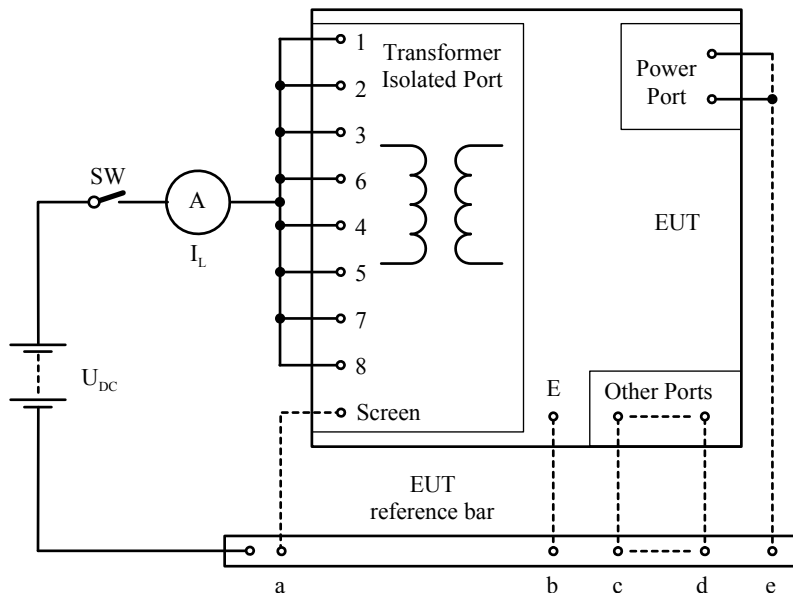 1
Transformer
Isolated Port
2
3
6
4
5
7
8
Screen
Power
Port
EUT
SW
A
I_L
U_DC
E
Other Ports
EUT
reference bar
a
b
c
d
e